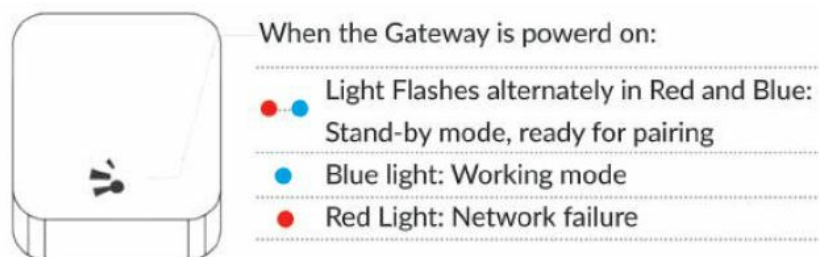 When the Gateway is powerd on:
Light Flashes alternately in Red and Blue:
Stand-by mode, ready for pairing
Blue light: Working mode
Red Light: Network failure